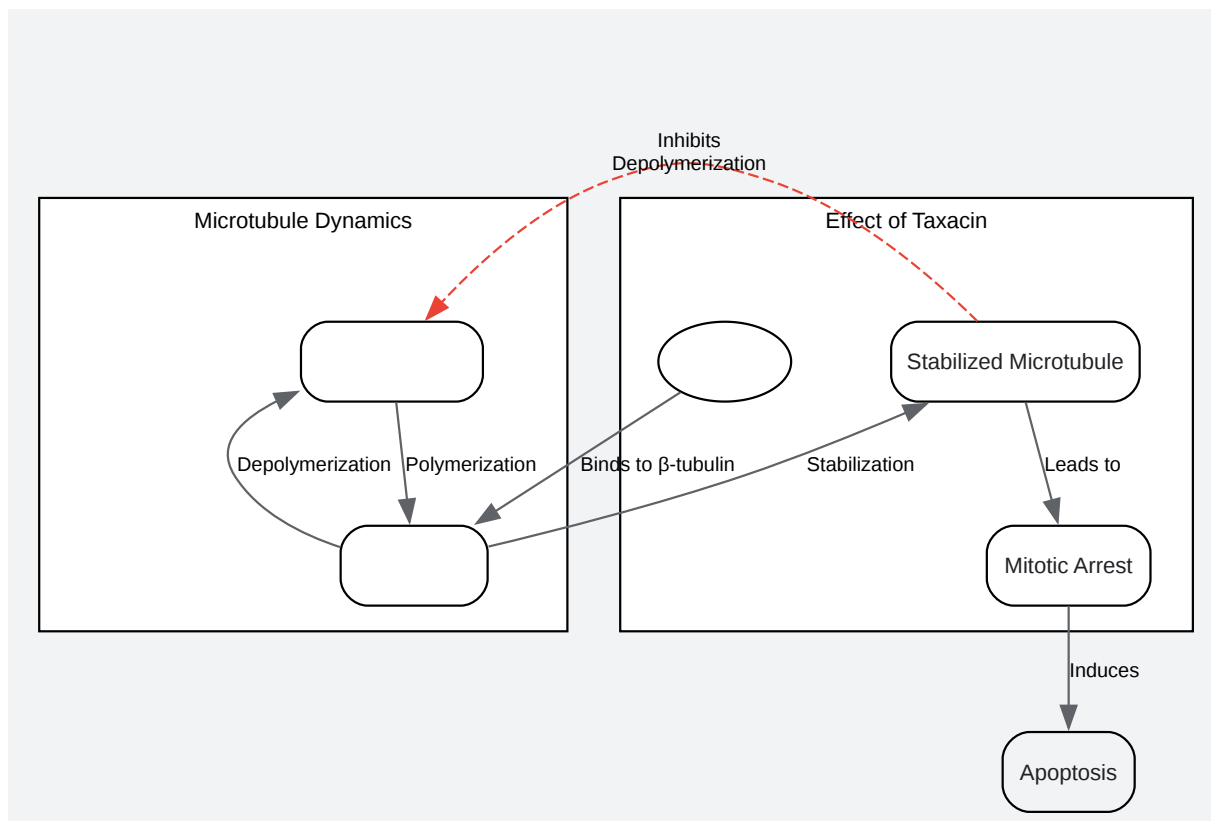 Inhibits
Depolymerization
Microtubule Dynamics
Effect of Taxacin
Stabilized Microtubule
Depolymerization
Polymerization
Binds to β-tubulin
Stabilization
Leads to
Mitotic Arrest
Induces
Apoptosis